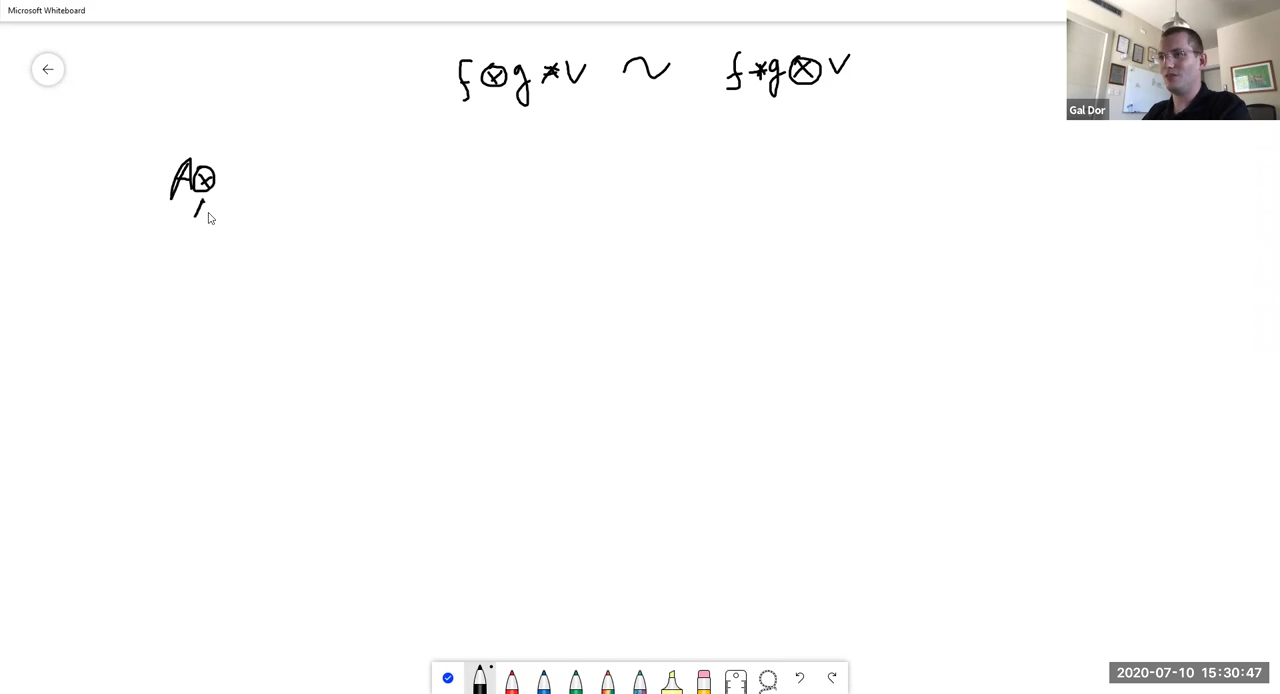 Microsoft Whiteboard
f ⊗ g * v ~ f * g ⊗ v
Gal Dor
A ⊗
2020-07-10 15:30:47